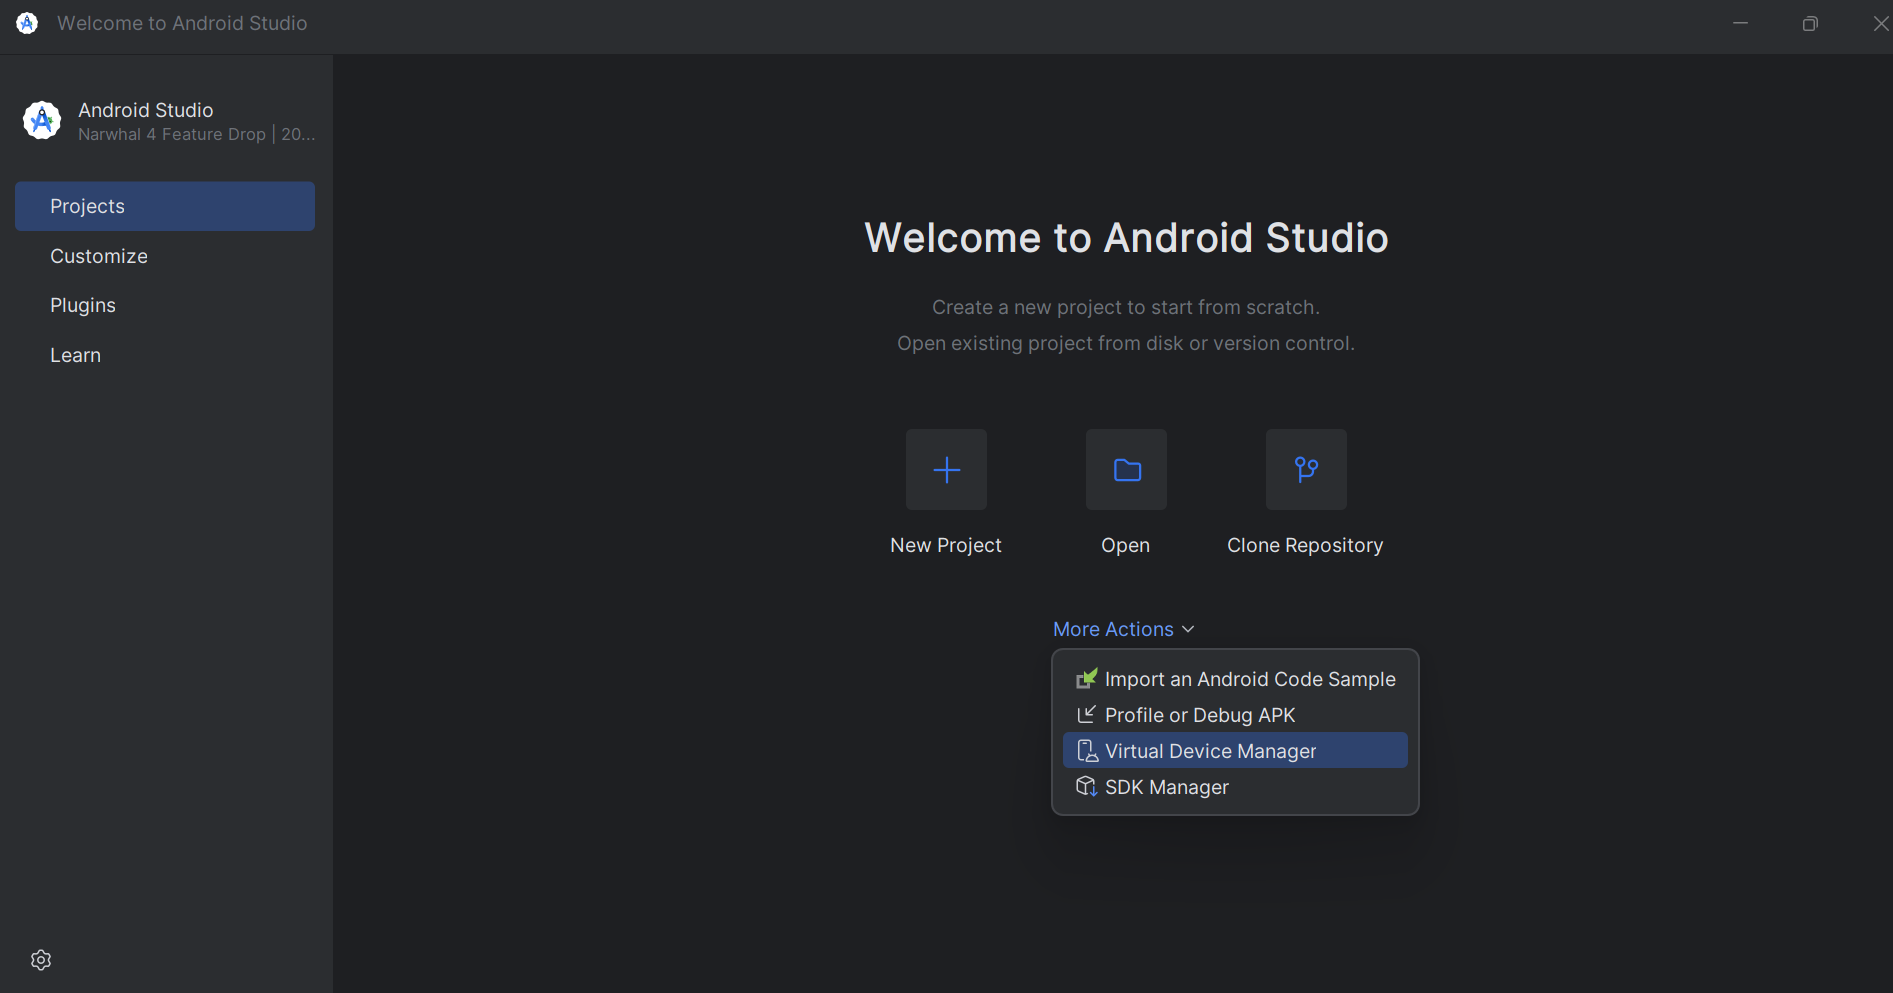 Welcome to Android Studio
Android Studio
Narwhal 4 Feature Drop | 20...
Projects
Customize
Plugins
Learn
Welcome to Android Studio
Create a new project to start from scratch.
Open existing project from disk or version control.
New Project
Open
Clone Repository
More Actions
Import an Android Code Sample
Profile or Debug APK
Virtual Device Manager
SDK Manager